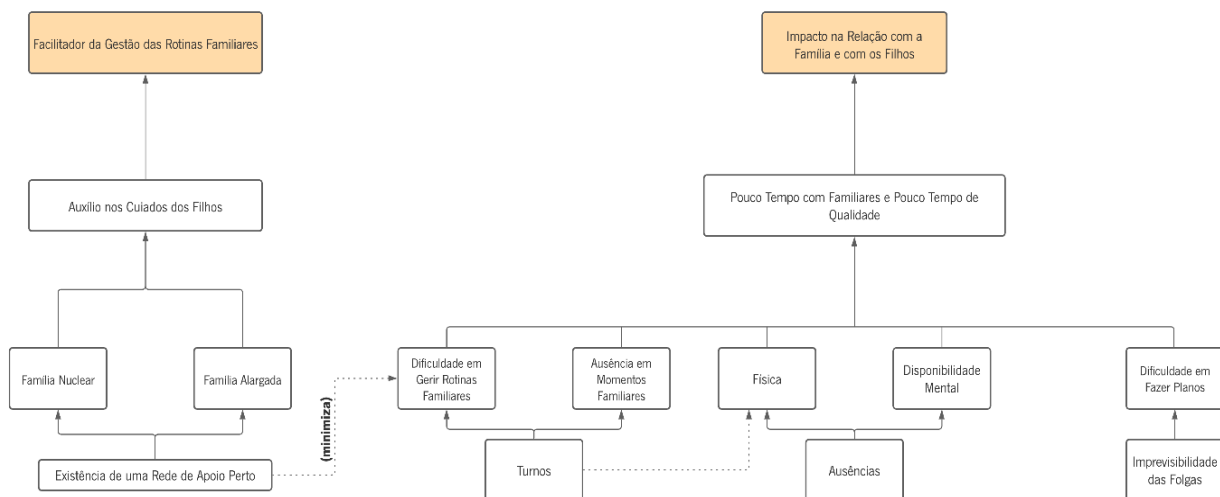 Facilitador da Gestão das Rotinas Familiares
Impacto na Relação com a
Família e com os Filhos
Auxílio nos Cuiados dos Filhos
Pouco Tempo com Familiares e Pouco Tempo de
Qualidade
Família Nuclear
Família Alargada
(minimiza)
Dificuldade em
Gerir Rotinas
Familiares
Ausência em
Momentos
Familiares
Física
Disponibilidade
Mental
Dificuldade em
Fazer Planos
Existência de uma Rede de Apoio Perto
Turnos
Ausências
Imprevisibilidade
das Folgas